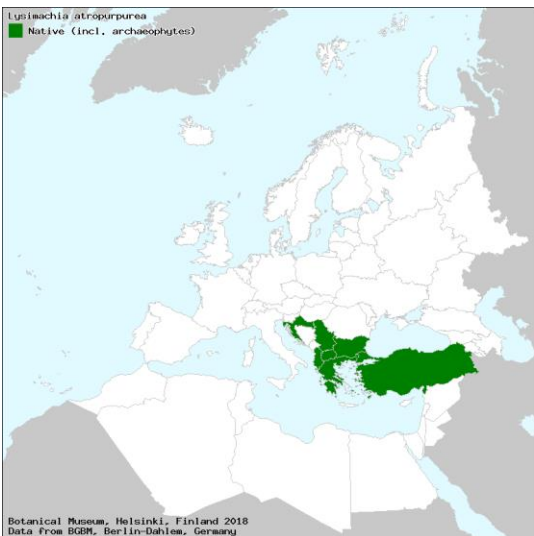 Lysimachia atropurpurea
Native (incl. archaeophytes)
Botanical Museum, Helsinki, Finland 2018
Data from BGBM, Berlin-Dahlem, Germany